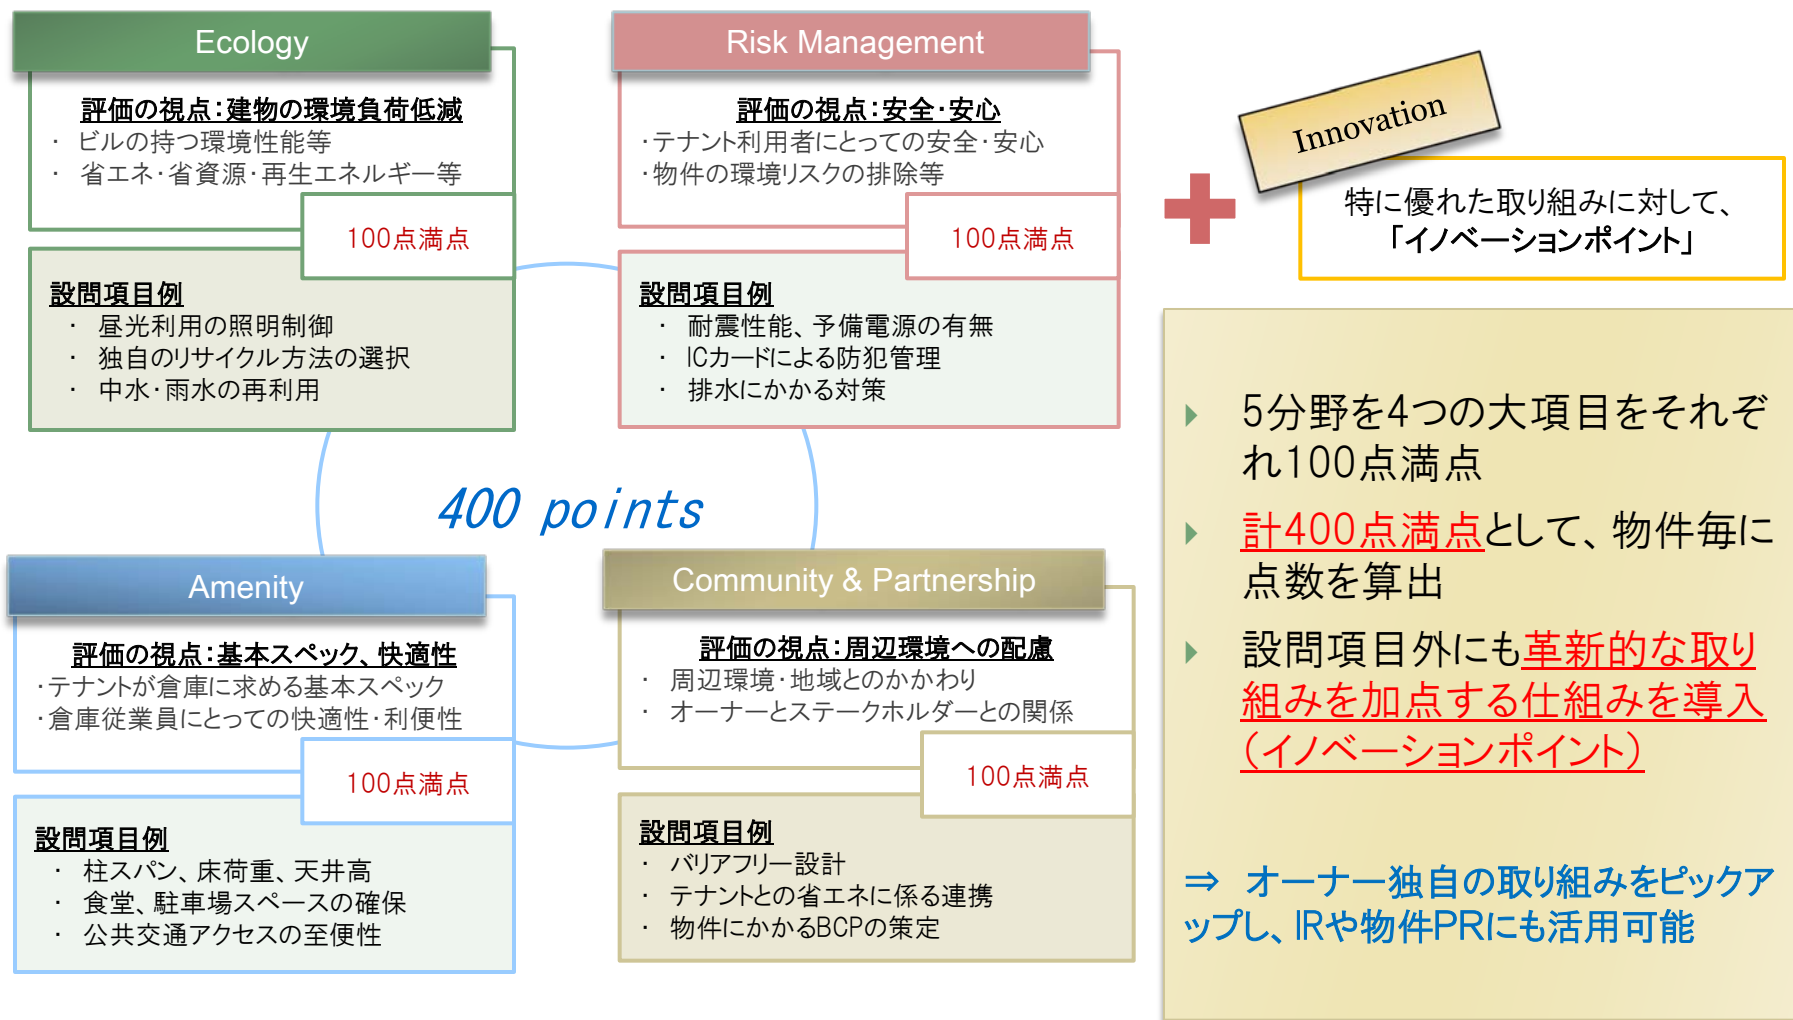 Ecology
評価の視点：建物の環境負荷低減
・ ビルの持つ環境性能等
・ 省エネ・省資源・再生エネルギー等
100点満点
設問項目例
・ 昼光利用の照明制御
・ 独自のリサイクル方法の選択
・ 中水・雨水の再利用
Risk Management
評価の視点：安全・安心
・テナント利用者にとっての安全・安心
・物件の環境リスクの排除等
100点満点
設問項目例
・ 耐震性能、予備電源の有無
・ ICカードによる防犯管理
・ 排水にかかる対策
400 points
Amenity
評価の視点：基本スペック、快適性
・テナントが倉庫に求める基本スペック
・倉庫従業員にとっての快適性・利便性
100点満点
設問項目例
・ 柱スパン、床荷重、天井高
・ 食堂、駐車場スペースの確保
・ 公共交通アクセスの至便性
Community & Partnership
評価の視点：周辺環境への配慮
・ 周辺環境・地域とのかかわり
・ オーナーとステークホルダーとの関係
100点満点
設問項目例
・ バリアフリー設計
・ テナントとの省エネに係る連携
・ 物件にかかるBCPの策定
Innovation
特に優れた取り組みに対して、
「イノベーションポイント」
5分野を4つの大項目をそれぞ
れ100点満点
計400点満点として、物件毎に
点数を算出
設問項目外にも革新的な取り
組みを加点する仕組みを導入
（イノベーションポイント）
⇒ オーナー独自の取り組みをピックア
ップし、IRや物件PRにも活用可能